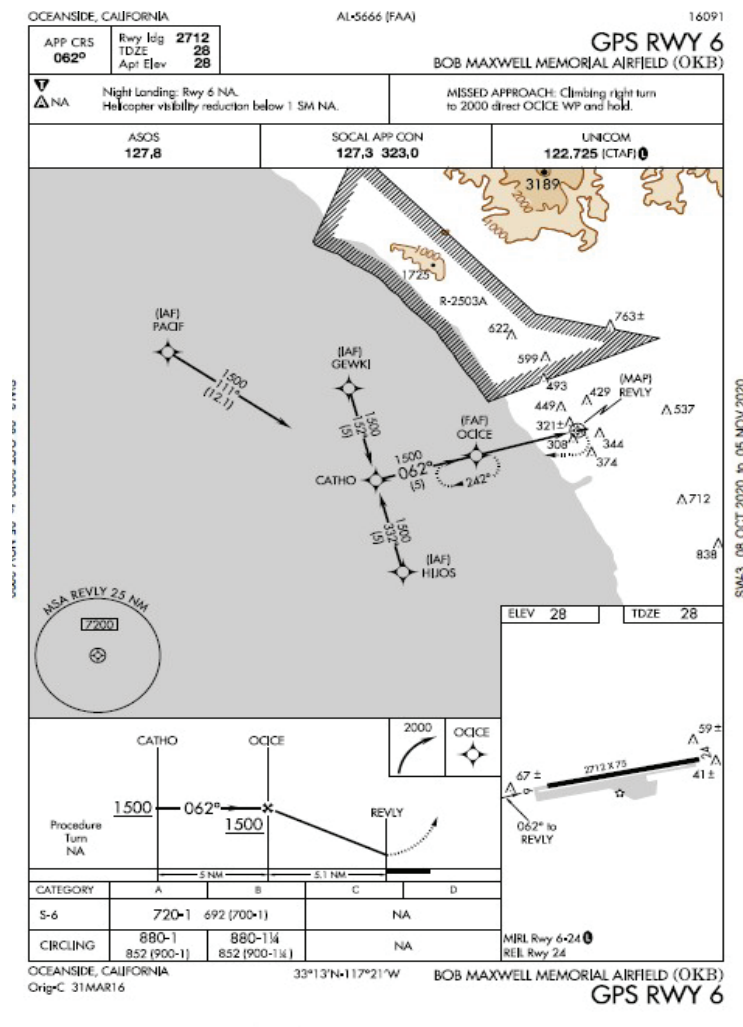 OCEANSIDE, CALIFORNIA
AL-5666 (FAA)
16091
APP CRS
062°
Rwy ldg 2712
TDZE 28
Apt Elev 28
GPS RWY 6
BOB MAXWELL MEMORIAL AIRFIELD (OKB)
T
A NA
Night Landing: Rwy 6 NA.
Helicopter visibility reduction below 1 SM NA.
MISSED APPROACH: Climbing right turn
to 2000 direct OCICE WP and hold.
ASOS
127.8
SOCAL APP CON
127.3 323.0
UNICOM
122.725 (CTAF) L
3189
2000
1000
1000
1000
1725
R-2503A
763±
622
599
493
(MAP)
REVLY
429
449
537
321±
308
344
374
712
838
(IAF)
PACIF
1500
111°
(12.1)
(IAF)
GEWKI
1500
152°
(5)
(FAF)
OCICE
1500
062°
(5)
242°
CATHO
1500
332°
(5)
(IAF)
HIJOS
MSA REVLY 25 NM
7200
SW-3, 08 OCT 2020 to 05 NOV 2020
ELEV 28
TDZE 28
59±
24
41±
2712 X 75
67±
6
062° to
REVLY
MIRL Rwy 6-24 L
REIL Rwy 24
CATHO
OCICE
2000
OCICE
1500
062°
1500
REVLY
Procedure
Turn
NA
5 NM
5.1 NM
CATEGORY A B C D
S-6 720-1 692 (700-1) NA
CIRCLING 880-1 880-1¼ NA
852 (900-1) 852 (900-1¼)
OCEANSIDE, CALIFORNIA
Orig-C 31MAR16
33°13'N-117°21'W
BOB MAXWELL MEMORIAL AIRFIELD (OKB)
GPS RWY 6